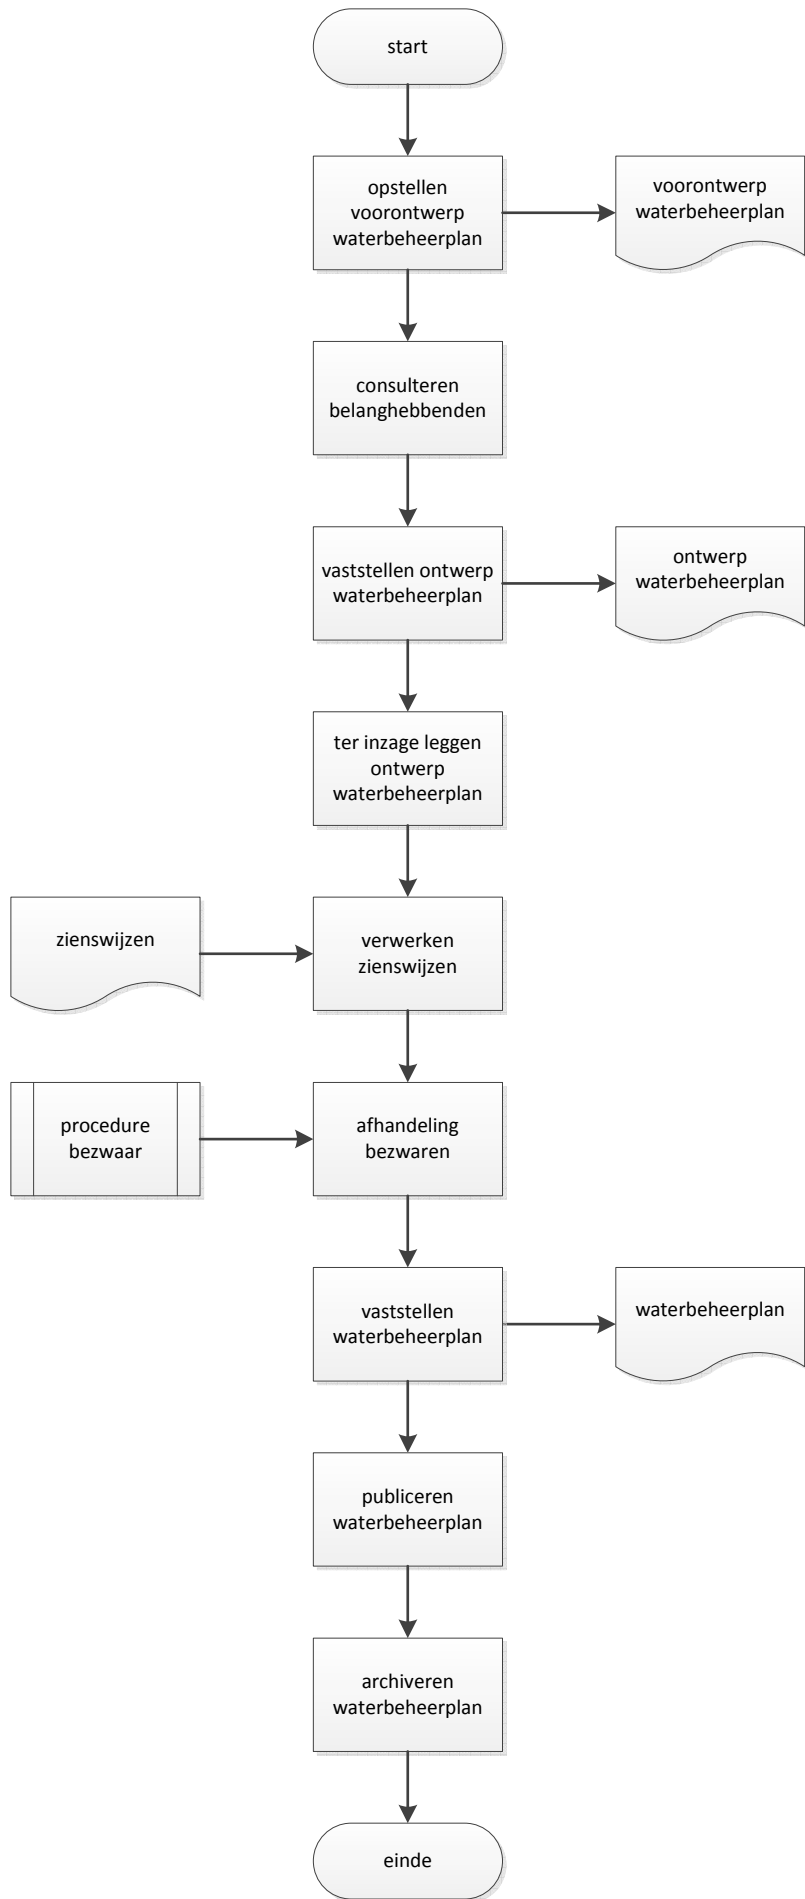 start
opstellen
voorontwerp
waterbeheerplan
voorontwerp
waterbeheerplan
consulteren
belanghebbenden
vaststellen ontwerp
waterbeheerplan
ontwerp
waterbeheerplan
ter inzage leggen
ontwerp
waterbeheerplan
zienswijzen
verwerken
zienswijzen
procedure
bezwaar
afhandeling
bezwaren
vaststellen
waterbeheerplan
waterbeheerplan
publiceren
waterbeheerplan
archiveren
waterbeheerplan
einde